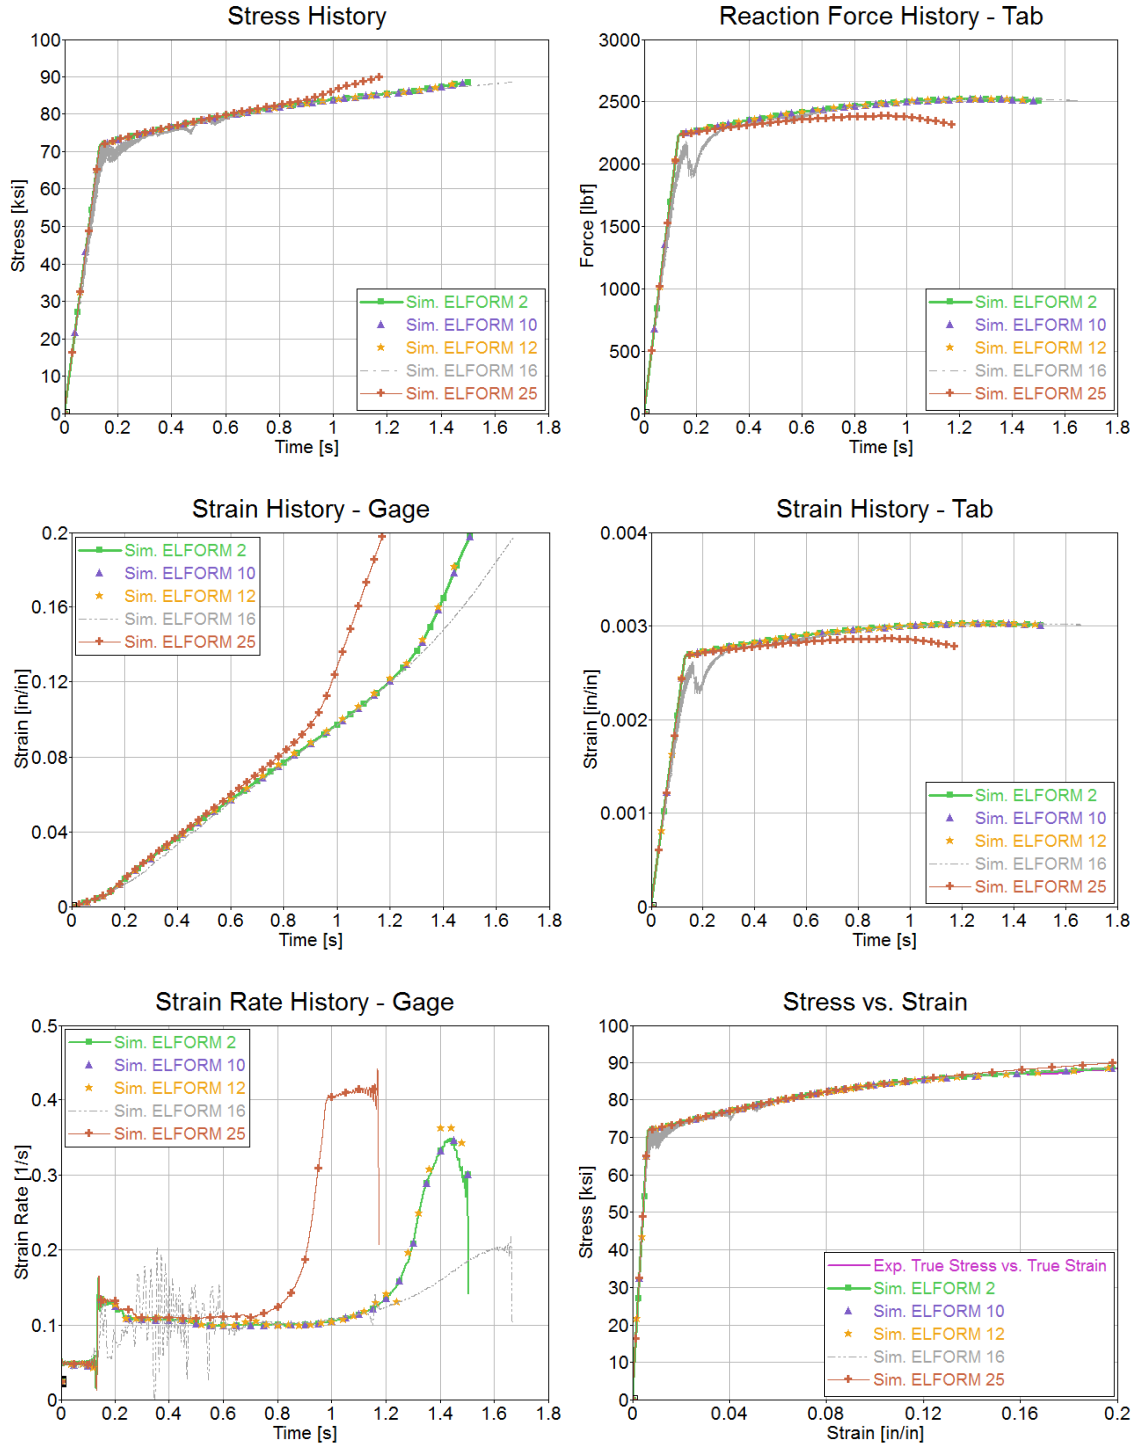 Stress History
Stress [ksi]
100
90
80
70
60
50
40
30
20
10
0
0 0.2 0.4 0.6 0.8 1 1.2 1.4 1.6 1.8
Time [s]
Sim. ELFORM 2
Sim. ELFORM 10
Sim. ELFORM 12
Sim. ELFORM 16
Sim. ELFORM 25
Reaction Force History - Tab
Force [lbf]
3000
2500
2000
1500
1000
500
0
0 0.2 0.4 0.6 0.8 1 1.2 1.4 1.6 1.8
Time [s]
Sim. ELFORM 2
Sim. ELFORM 10
Sim. ELFORM 12
Sim. ELFORM 16
Sim. ELFORM 25
Strain History - Gage
Strain [in/in]
0.2
0.16
0.12
0.08
0.04
0
0 0.2 0.4 0.6 0.8 1 1.2 1.4 1.6 1.8
Time [s]
Sim. ELFORM 2
Sim. ELFORM 10
Sim. ELFORM 12
Sim. ELFORM 16
Sim. ELFORM 25
Strain History - Tab
Strain [in/in]
0.004
0.003
0.002
0.001
0
0 0.2 0.4 0.6 0.8 1 1.2 1.4 1.6 1.8
Time [s]
Sim. ELFORM 2
Sim. ELFORM 10
Sim. ELFORM 12
Sim. ELFORM 16
Sim. ELFORM 25
Strain Rate History - Gage
Strain Rate [1/s]
0.5
0.4
0.3
0.2
0.1
0
0 0.2 0.4 0.6 0.8 1 1.2 1.4 1.6 1.8
Time [s]
Sim. ELFORM 2
Sim. ELFORM 10
Sim. ELFORM 12
Sim. ELFORM 16
Sim. ELFORM 25
Stress vs. Strain
Stress [ksi]
100
90
80
70
60
50
40
30
20
10
0
0 0.04 0.08 0.12 0.16 0.2
Strain [in/in]
Exp. True Stress vs. True Strain
Sim. ELFORM 2
Sim. ELFORM 10
Sim. ELFORM 12
Sim. ELFORM 16
Sim. ELFORM 25